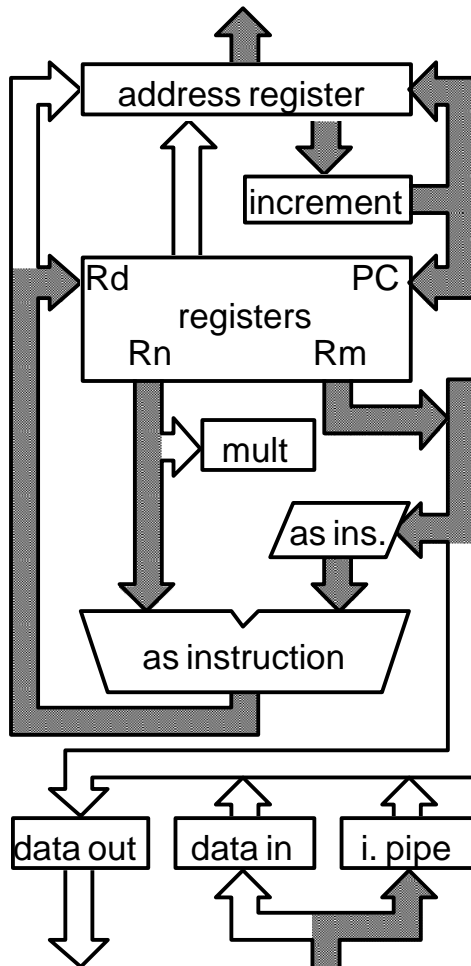 address register
increment
Rd PC
registers
Rn Rm
mult
as ins.
as instruction
data out data in i. pipe